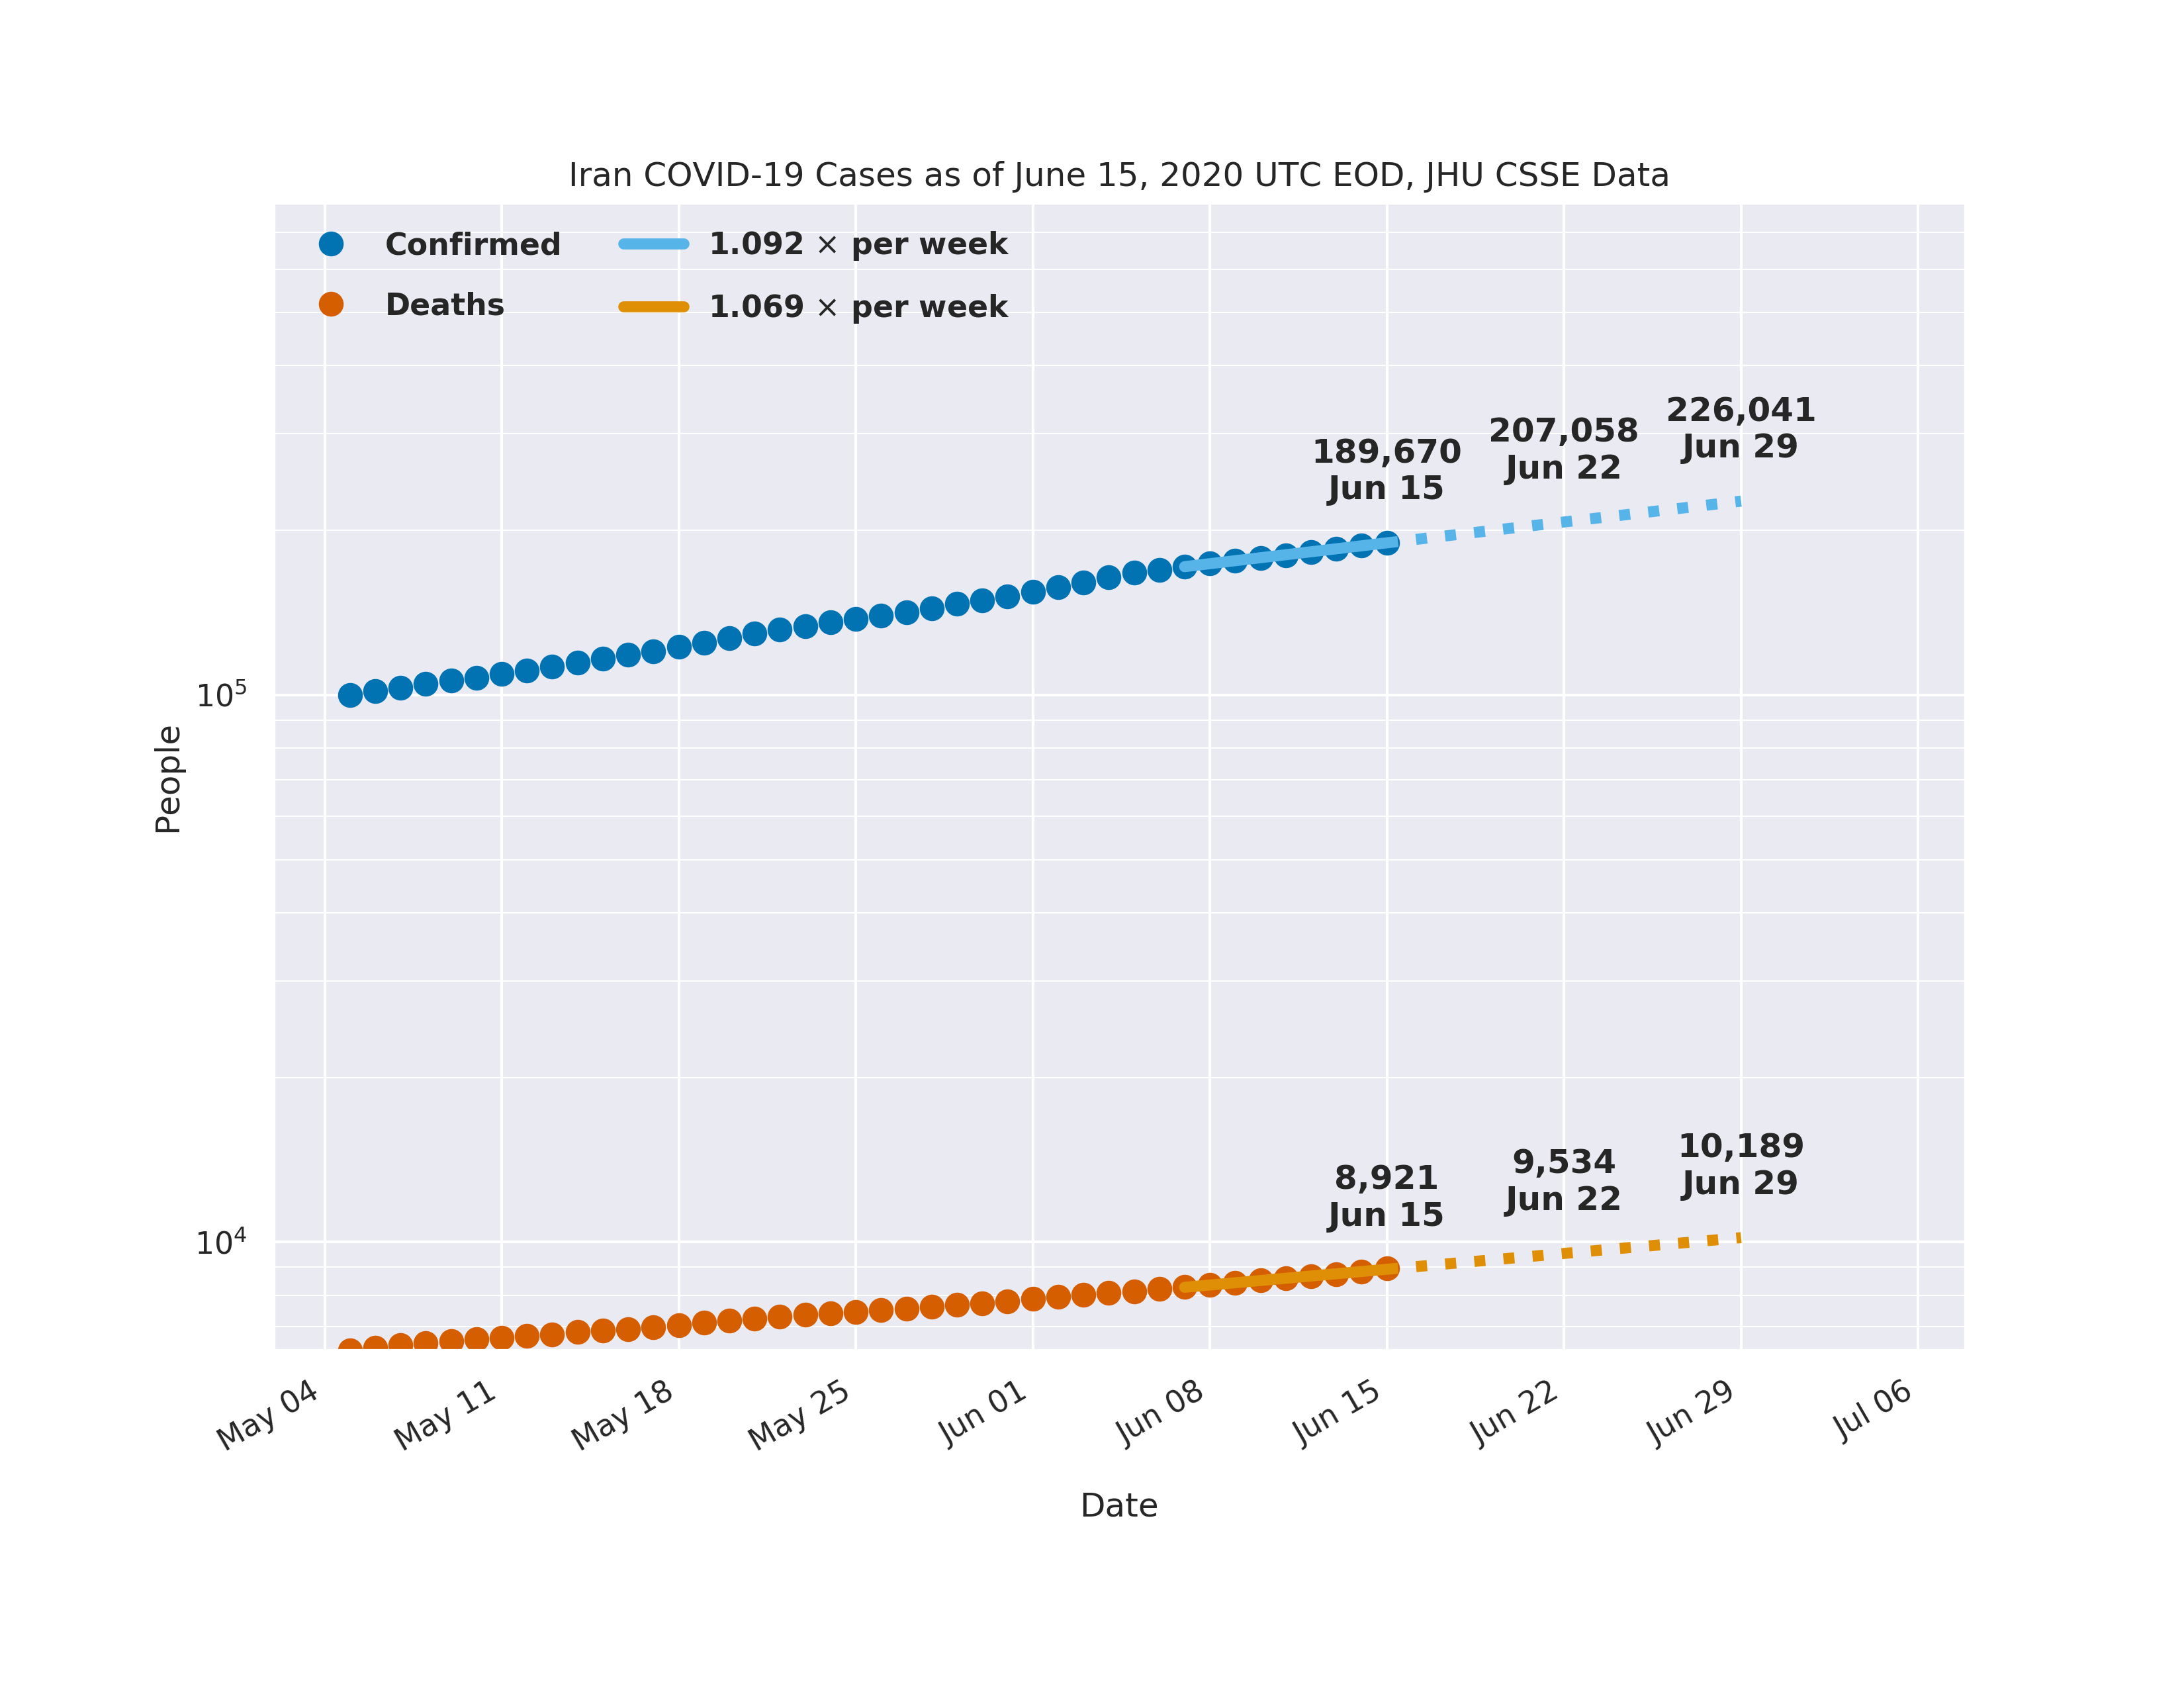 Iran COVID-19 Cases as of June 15, 2020 UTC EOD, JHU CSSE Data
Confirmed
Deaths
1.092 × per week
1.069 × per week
189,670
Jun 15
207,058
Jun 22
226,041
Jun 29
10⁵
People
8,921
Jun 15
9,534
Jun 22
10,189
Jun 29
10⁴
May 04
May 11
May 18
May 25
Jun 01
Jun 08
Jun 15
Jun 22
Jun 29
Jul 06
Date